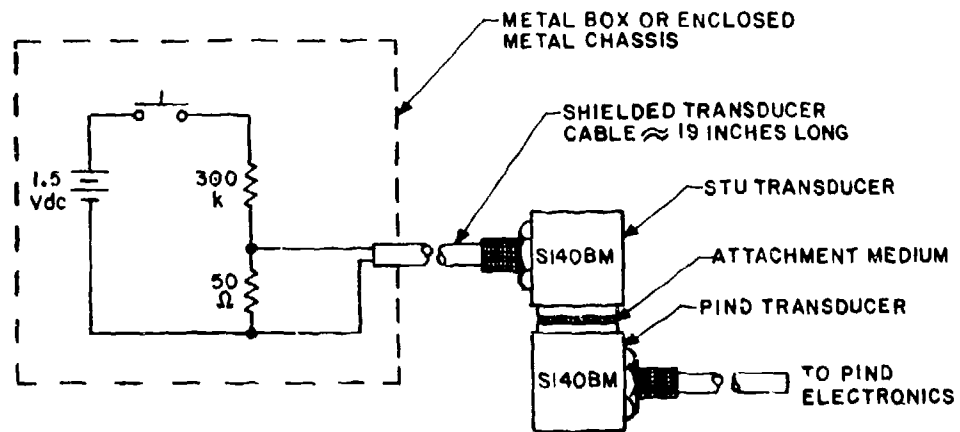 METAL BOX OR ENCLOSED
METAL CHASSIS
SHIELDED TRANSDUCER
CABLE ≈ 19 INCHES LONG
1.5
Vdc
300
k
STU TRANSDUCER
S140BM
ATTACHMENT MEDIUM
50
Ω
PIND TRANSDUCER
S140BM
TO PIND
ELECTRONICS